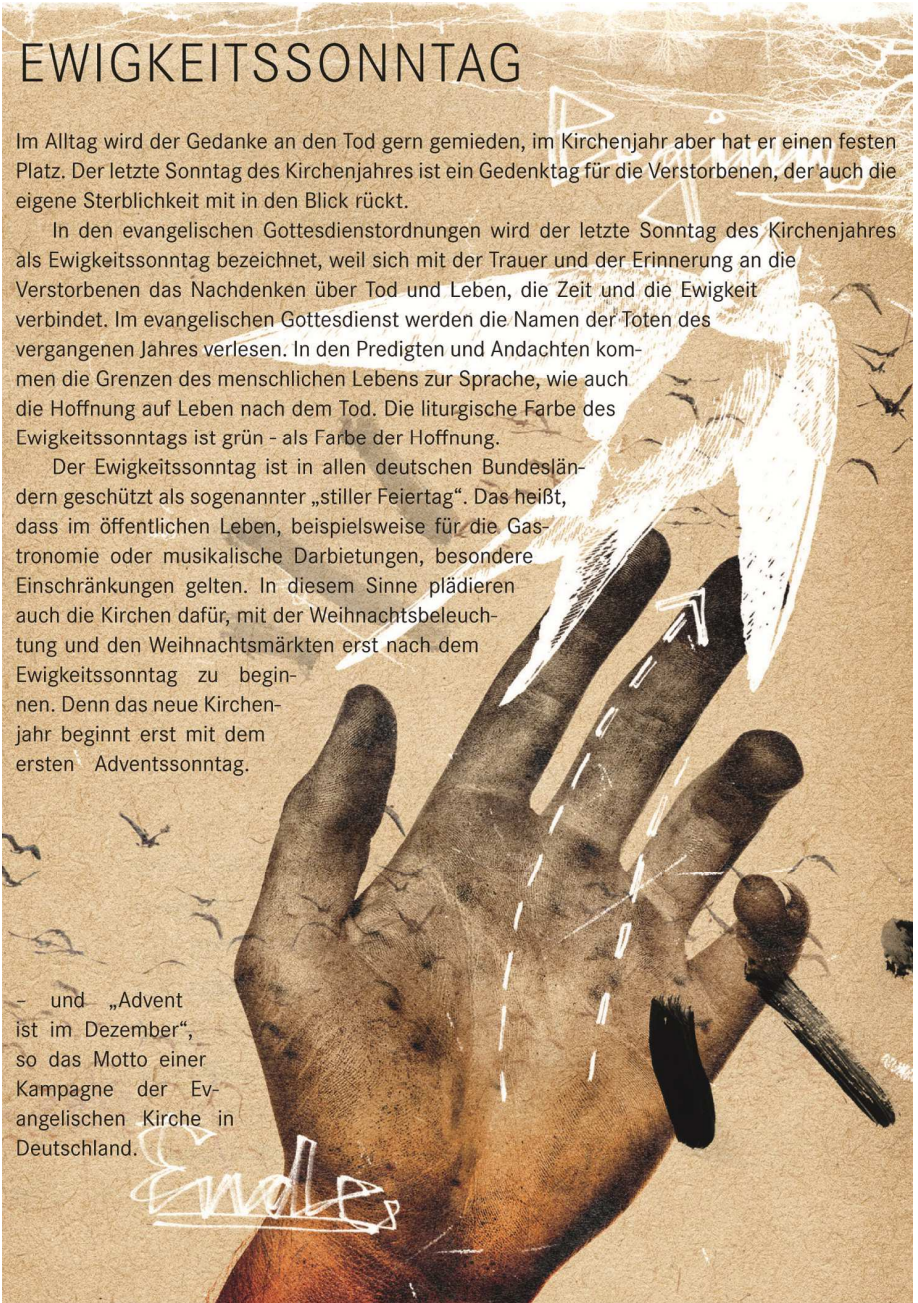 EWIGKEITSSONNTAG
Beginn
Im Alltag wird der Gedanke an den Tod gern gemieden, im Kirchenjahr aber hat er einen festen
Platz. Der letzte Sonntag des Kirchenjahres ist ein Gedenktag für die Verstorbenen, der auch die
eigene Sterblichkeit mit in den Blick rückt.
In den evangelischen Gottesdienstordnungen wird der letzte Sonntag des Kirchenjahres
als Ewigkeitssonntag bezeichnet, weil sich mit der Trauer und der Erinnerung an die
Verstorbenen das Nachdenken über Tod und Leben, die Zeit und die Ewigkeit
verbindet. Im evangelischen Gottesdienst werden die Namen der Toten des
vergangenen Jahres verlesen. In den Predigten und Andachten kom-
men die Grenzen des menschlichen Lebens zur Sprache, wie auch
die Hoffnung auf Leben nach dem Tod. Die liturgische Farbe des
Ewigkeitssonntags ist grün - als Farbe der Hoffnung.
Der Ewigkeitssonntag ist in allen deutschen Bundeslän-
dern geschützt als sogenannter „stiller Feiertag“. Das heißt,
dass im öffentlichen Leben, beispielsweise für die Gas-
tronomie oder musikalische Darbietungen, besondere
Einschränkungen gelten. In diesem Sinne plädieren
auch die Kirchen dafür, mit der Weihnachtsbeleuch-
tung und den Weihnachtsmärkten erst nach dem
Ewigkeitssonntag zu begin-
nen. Denn das neue Kirchen-
jahr beginnt erst mit dem
ersten Adventssonntag.
– und „Advent
ist im Dezember“,
so das Motto einer
Kampagne der Ev-
angelischen Kirche in
Deutschland.
Ende